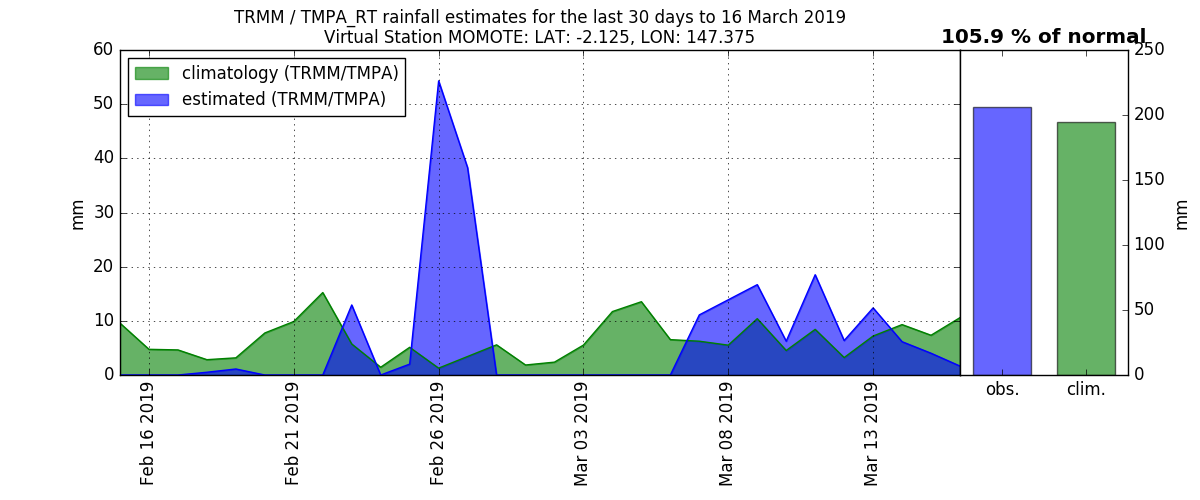 TRMM / TMPA_RT rainfall estimates for the last 30 days to 16 March 2019
Virtual Station MOMOTE: LAT: -2.125, LON: 147.375
105.9 % of normal
climatology (TRMM/TMPA)
estimated (TRMM/TMPA)
60
50
40
30
20
10
0
mm
Feb 16 2019
Feb 21 2019
Feb 26 2019
Mar 03 2019
Mar 08 2019
Mar 13 2019
250
200
150
100
50
0
mm
obs.
clim.